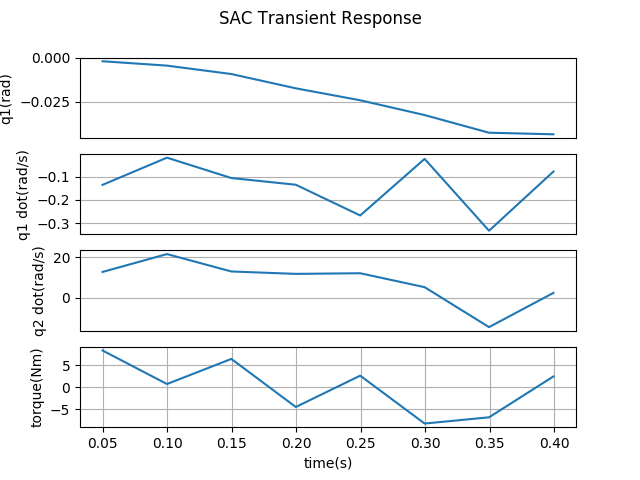 SAC Transient Response
0.000
−0.025
q1(rad)
−0.1
−0.2
−0.3
q1 dot(rad/s)
20
0
q2 dot(rad/s)
5
0
−5
torque(Nm)
0.05 0.10 0.15 0.20 0.25 0.30 0.35 0.40
time(s)